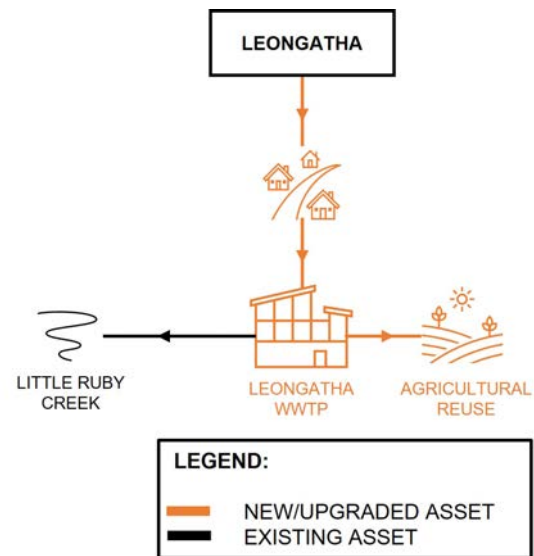 LEONGATHA
LITTLE RUBY
CREEK
LEONGATHA
WWTP
AGRICULTURAL
REUSE
LEGEND:
NEW/UPGRADED ASSET
EXISTING ASSET